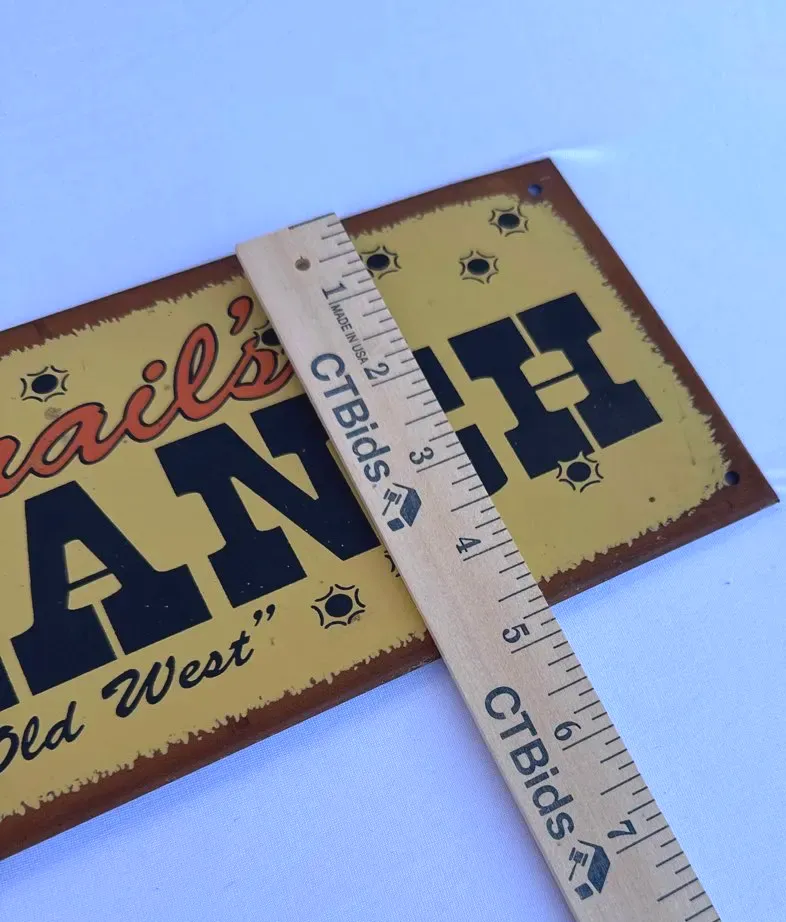 ail's
ANCH
Old West”
1 MADE IN USA 2 3 4 5 6 7
CTBids.
CTBids.